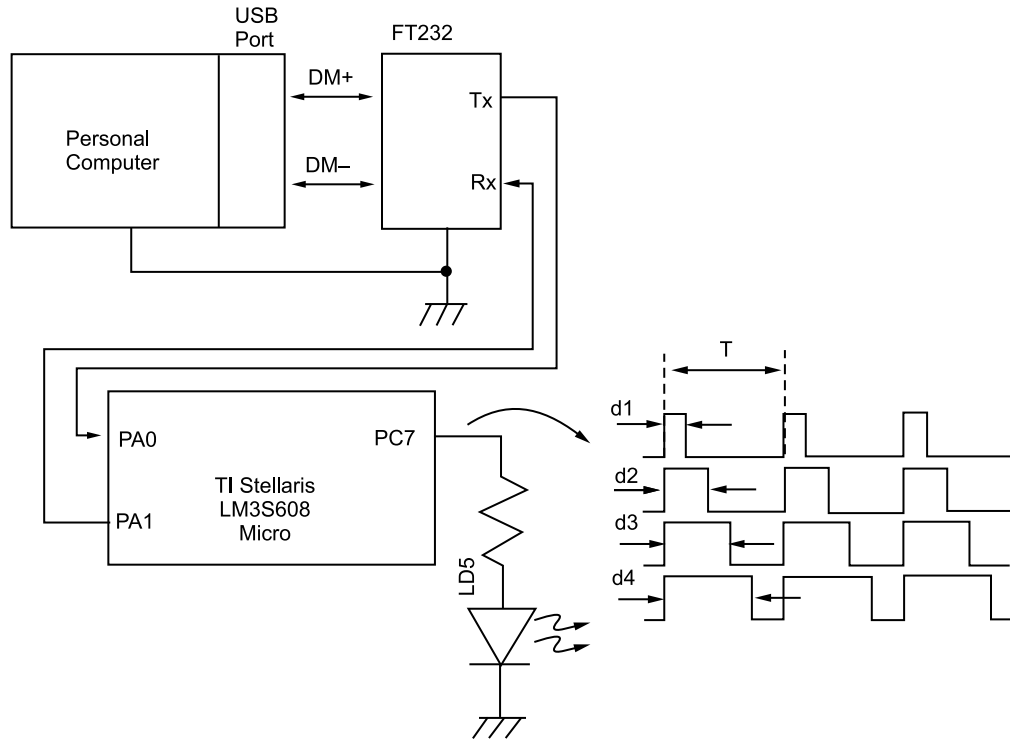 USB
Port
FT232
DM+
Tx
Personal
Computer
DM–
Rx
T
d1
PA0
PC7
d2
TI Stellaris
LM3S608
Micro
PA1
d3
d4
LD5